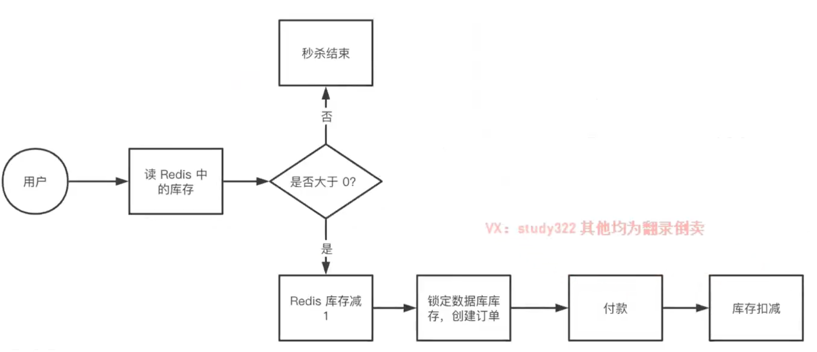 秒杀结束
否
用户
读 Redis 中
的库存
是否大于 0?
VX：study322 其他均为翻录倒卖
是
Redis 库存减
1
锁定数据库库
存，创建订单
付款
库存扣减